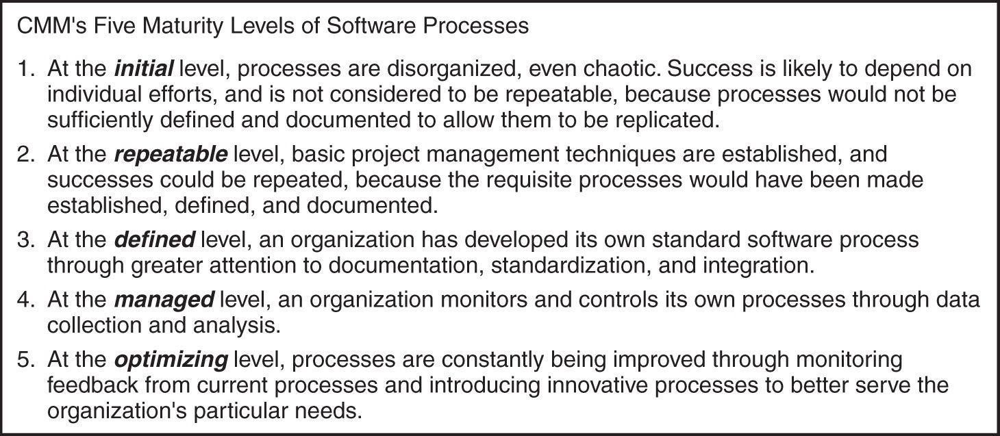 CMM's Five Maturity Levels of Software Processes
1. At the initial level, processes are disorganized, even chaotic. Success is likely to depend on
individual efforts, and is not considered to be repeatable, because processes would not be
sufficiently defined and documented to allow them to be replicated.
2. At the repeatable level, basic project management techniques are established, and
successes could be repeated, because the requisite processes would have been made
established, defined, and documented.
3. At the defined level, an organization has developed its own standard software process
through greater attention to documentation, standardization, and integration.
4. At the managed level, an organization monitors and controls its own processes through data
collection and analysis.
5. At the optimizing level, processes are constantly being improved through monitoring
feedback from current processes and introducing innovative processes to better serve the
organization's particular needs.